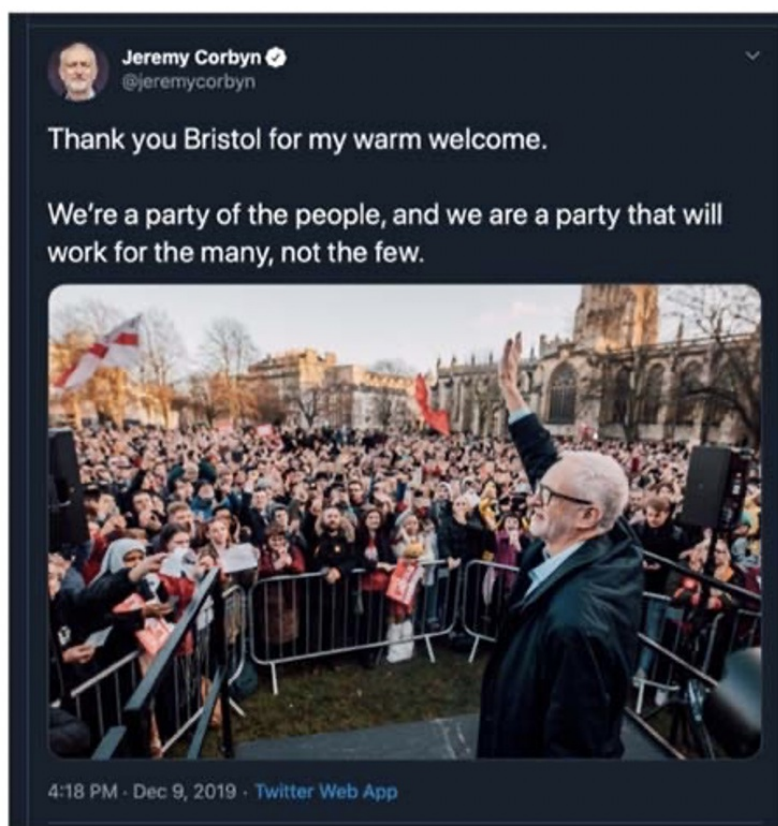 Jeremy Corbyn
@jeremycorbyn
Thank you Bristol for my warm welcome.
We're a party of the people, and we are a party that will
work for the many, not the few.
4:18 PM · Dec 9, 2019 · Twitter Web App